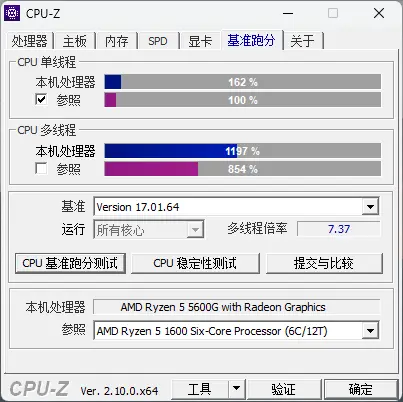 CPU-Z
处理器 主板 内存 SPD 显卡 基准跑分 关于
CPU 单线程
本机处理器 162 %
参照 100 %
CPU 多线程
本机处理器 1197 %
参照 854 %
基准 Version 17.01.64
运行 所有核心 多线程倍率 7.37
CPU 基准跑分测试 CPU 稳定性测试 提交与比较
本机处理器 AMD Ryzen 5 5600G with Radeon Graphics
参照 AMD Ryzen 5 1600 Six-Core Processor (6C/12T)
CPU-Z Ver. 2.10.0.x64 工具 验证 确定